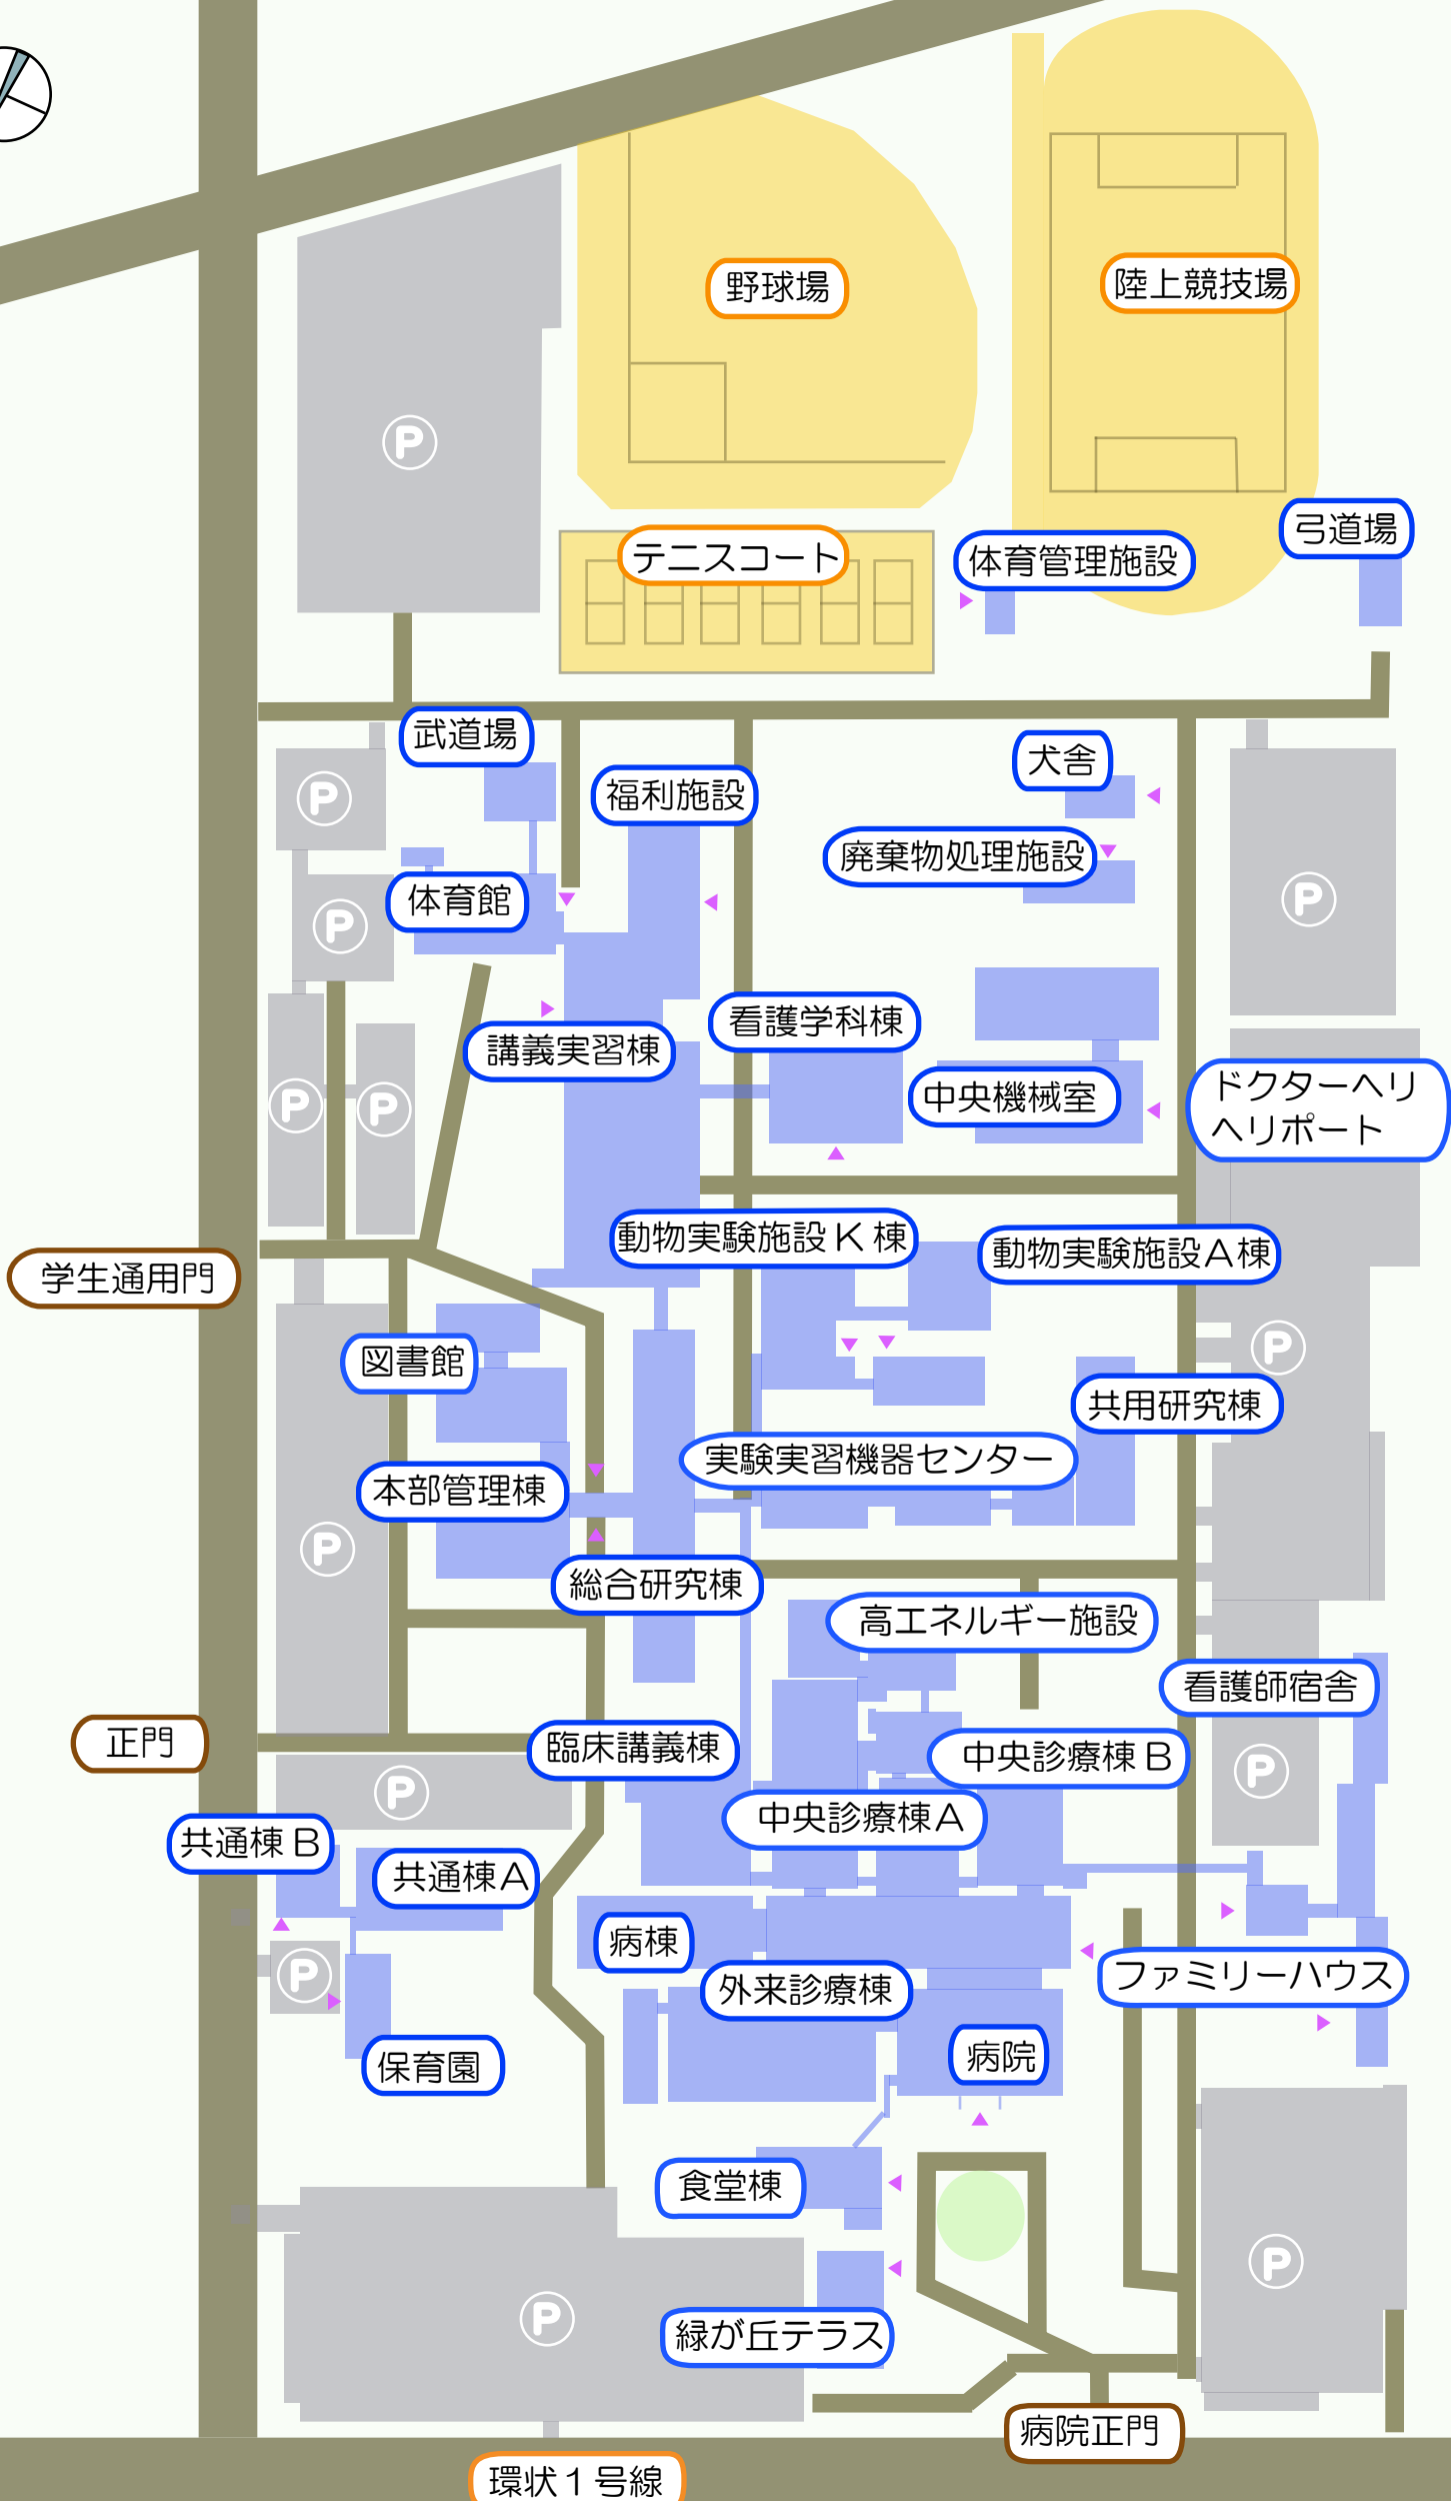 野球場
陸上競技場
P
テニスコート
体育管理施設
弓道場
武道場
福利施設
犬舎
P
廃棄物処理施設
体育館
P
P
看護学科棟
講義実習棟
中央機械室
ドクターヘリ
ヘリポート
P
P
動物実験施設K棟
動物実験施設A棟
学生通用門
図書館
P
共用研究棟
実験実習機器センター
本部管理棟
P
総合研究棟
高エネルギー施設
看護師宿舎
正門
臨床講義棟
中央診療棟B
P
P
中央診療棟A
共通棟B
共通棟A
病棟
P
外来診療棟
ファミリーハウス
保育園
病院
食堂棟
P
P
緑が丘テラス
病院正門
環状1号線